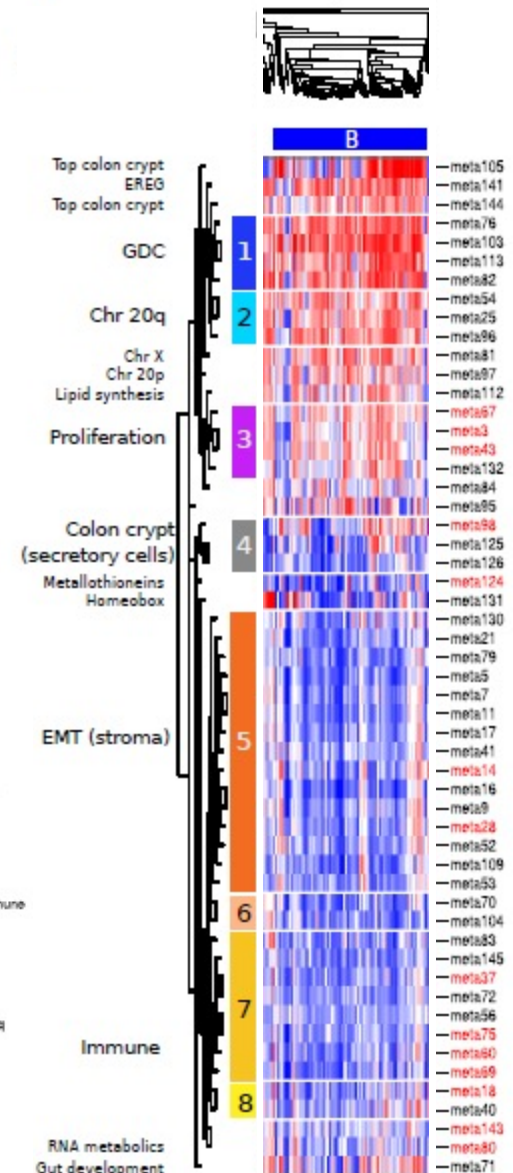 B
Top colon crypt
EREG
Top colon crypt
GDC
Chr 20q
Chr X
Chr 20p
Lipid synthesis
Proliferation
Colon crypt
(secretory cells)
Metallothioneins
Homeobox
EMT (stroma)
Immune
RNA metabolics
Gut development
1
2
3
4
5
6
7
8
meta105
meta141
meta144
meta76
meta103
meta113
meta82
meta54
meta25
meta96
meta81
meta97
meta112
meta67
meta3
meta43
meta132
meta84
meta95
meta98
meta125
meta126
meta124
meta131
meta130
meta21
meta79
meta5
meta7
meta11
meta17
meta41
meta14
meta16
meta9
meta28
meta52
meta109
meta53
meta70
meta104
meta83
meta145
meta37
meta72
meta56
meta75
meta60
meta69
meta18
meta40
meta143
meta80
meta71